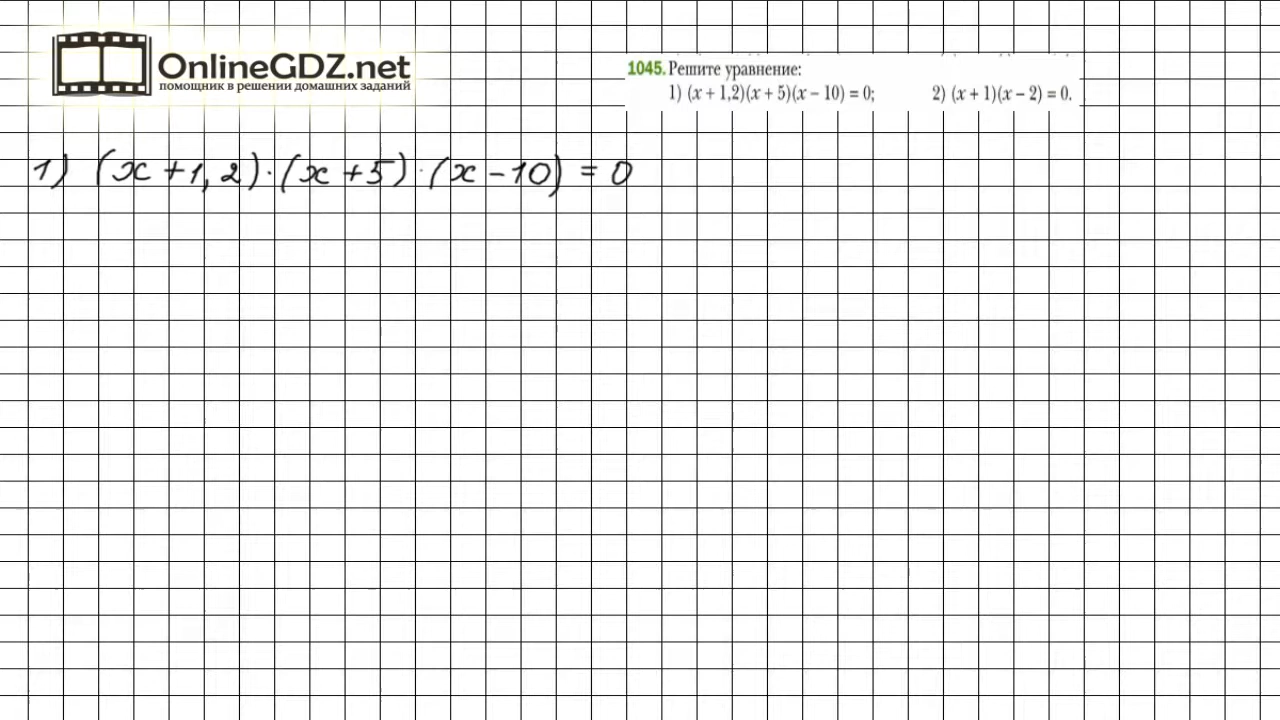 OnlineGDZ.net
помощник в решении домашних заданий
1045. Решите уравнение:
1) (x + 1,2)(x + 5)(x − 10) = 0; 2) (x + 1)(x − 2) = 0.
1) (x + 1,2) · (x + 5) · (x − 10) = 0